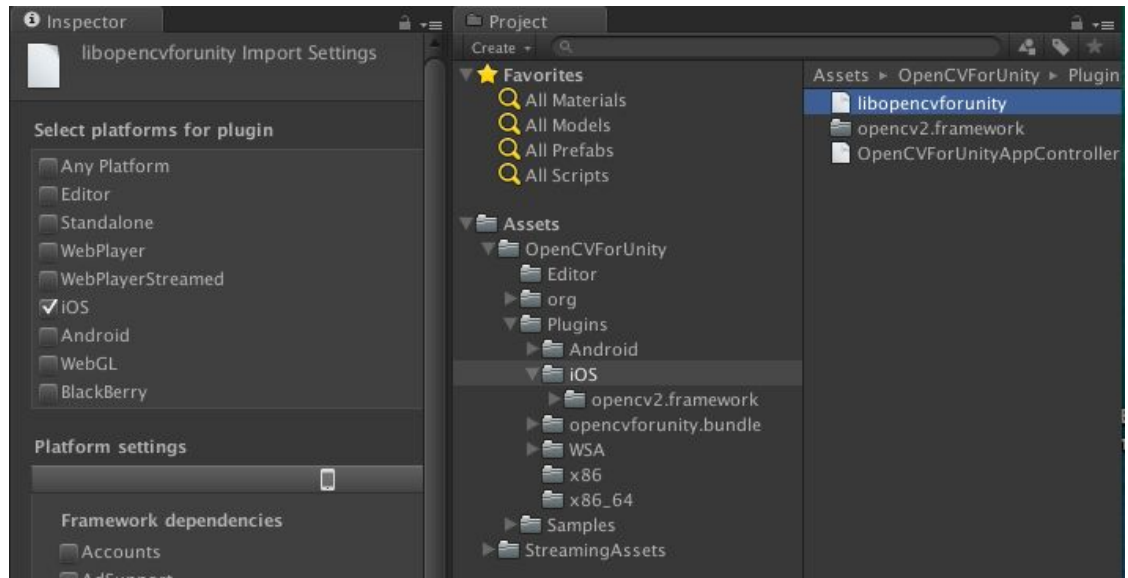 Inspector
libopencvforunity Import Settings
Select platforms for plugin
Any Platform
Editor
Standalone
WebPlayer
WebPlayerStreamed
iOS
Android
WebGL
BlackBerry
Platform settings
Framework dependencies
Accounts
AdSupport
Project
Create
Favorites
All Materials
All Models
All Prefabs
All Scripts
Assets
OpenCVForUnity
Editor
org
Plugins
Android
iOS
opencv2.framework
opencvforunity.bundle
WSA
x86
x86_64
Samples
StreamingAssets
Assets ▸ OpenCVForUnity ▸ Plugin
libopencvforunity
opencv2.framework
OpenCVForUnityAppController